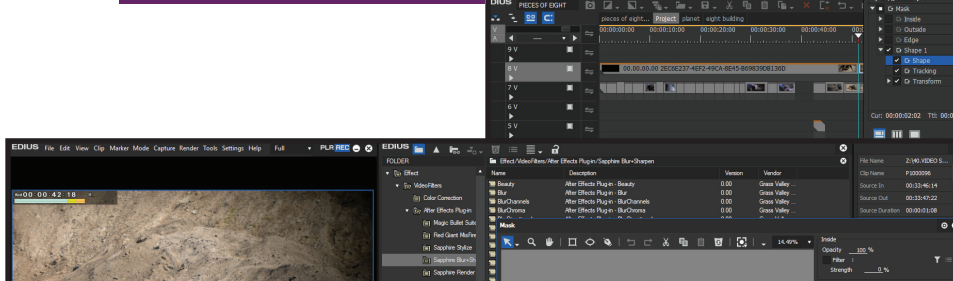 EDIUS PIECES OF EIGHT
pieces of eight... Project planet eight building
V
A
00:00:00:00 00:00:10:00 00:00:20:00 00:00:30:00 00:00:40:00 00:
9 V
8 V
00.00.00.00 2EC6E237-4EF2-49CA-8E45-869839DB136D
7 V
6 V
5 V
Mask
Inside
Outside
Edge
Shape 1
Shape
Tracking
Transform
Cur: 00:00:02:02 Ttl: 00:0
EDIUS File Edit View Clip Marker Mode Capture Render Tools Settings Help Full PLR REC
00:00:42:18
EDIUS
FOLDER
Effect
VideoFilters
Color Correction
After Effects Plug-in
Magic Bullet Suite
Red Giant MisFire
Sapphire Stylize
Sapphire Blur+Sh
Sapphire Render
Effect/VideoFilters/After Effects Plug-in/Sapphire Blur+Sharpen
Name Description Version Vendor
Beauty After Effects Plug-in - Beauty 0.00 Grass Valley ...
Blur After Effects Plug-in - Blur 0.00 Grass Valley ...
BlurChannels After Effects Plug-in - BlurChannels 0.00 Grass Valley ...
BlurChroma After Effects Plug-in - BlurChroma 0.00 Grass Valley ...
File Name Z:\40.VIDEO S...
Clip Name P1000096
Source In 00:33:46:14
Source Out 00:33:47:22
Source Duration 00:00:01:08
Mask
14.49%
Inside
Opacity 100 %
Filter
Strength 0 %